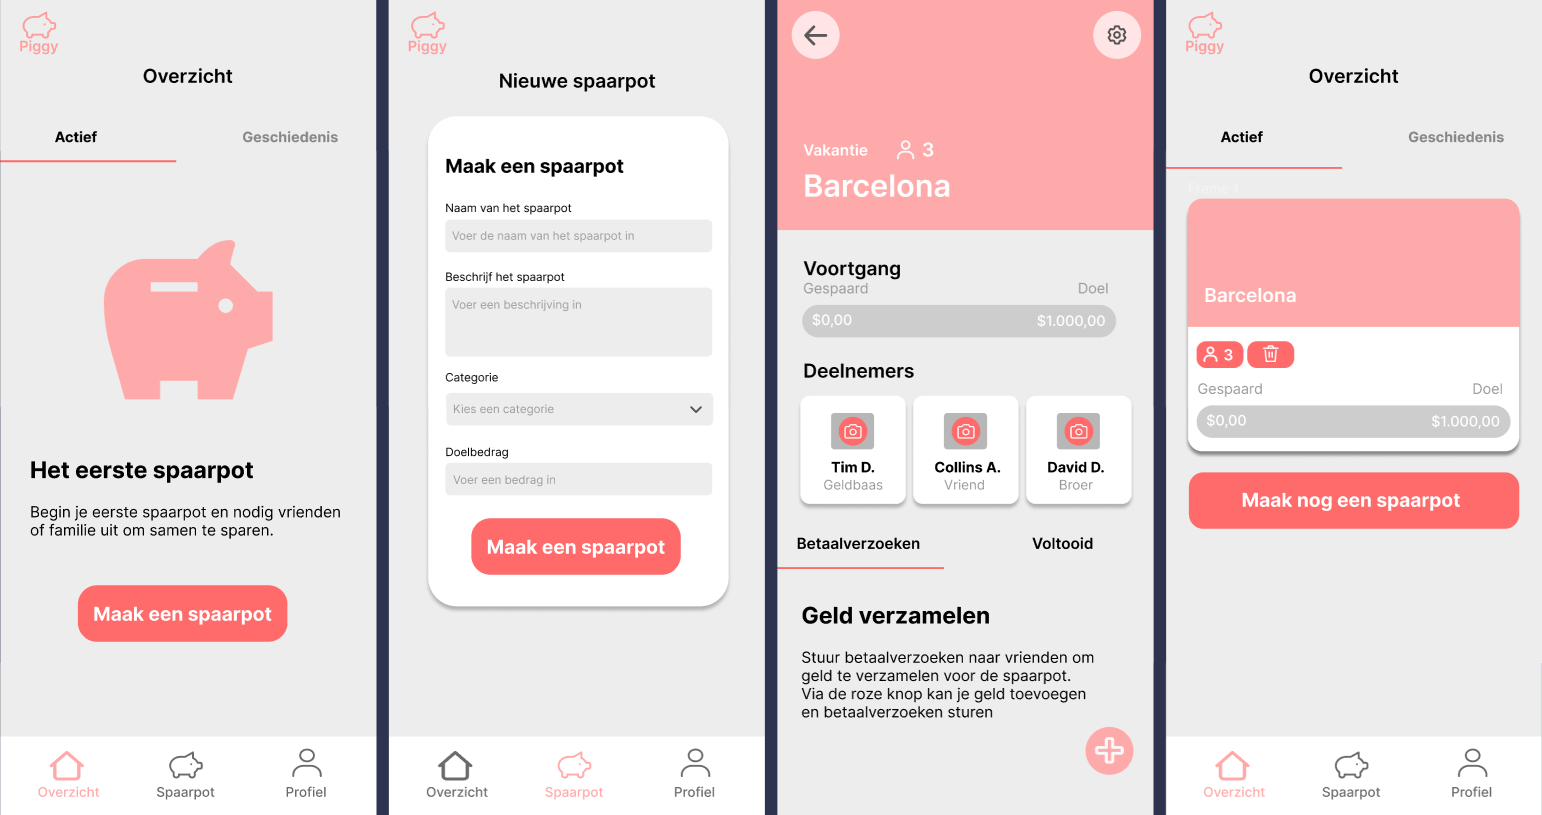 Piggy
Overzicht
Actief
Geschiedenis
Het eerste spaarpot
Begin je eerste spaarpot en nodig vrienden
of familie uit om samen te sparen.
Maak een spaarpot
Overzicht
Spaarpot
Profiel
Piggy
Nieuwe spaarpot
Maak een spaarpot
Naam van het spaarpot
Voer de naam van het spaarpot in
Beschrijf het spaarpot
Voer een beschrijving in
Categorie
Kies een categorie
Doelbedrag
Voer een bedrag in
Maak een spaarpot
Overzicht
Spaarpot
Profiel
Vakantie
3
Barcelona
Voortgang
Gespaard
Doel
$0,00
$1.000,00
Deelnemers
Tim D.
Geldbaas
Collins A.
Vriend
David D.
Broer
Betaalverzoeken
Voltooid
Geld verzamelen
Stuur betaalverzoeken naar vrienden om
geld te verzamelen voor de spaarpot.
Via de roze knop kan je geld toevoegen
en betaalverzoeken sturen
Piggy
Overzicht
Actief
Geschiedenis
Frame 1
Barcelona
3
Gespaard
Doel
$0,00
$1.000,00
Maak nog een spaarpot
Overzicht
Spaarpot
Profiel